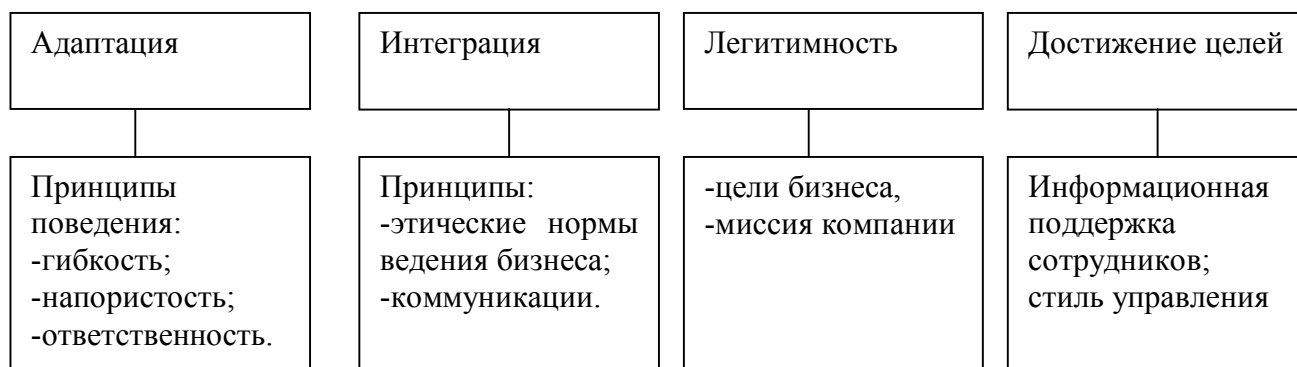 Адаптация
Интеграция
Легитимность
Достижение целей
Принципы
поведения:
-гибкость;
-напористость;
-ответственность.
Принципы:
-этические нормы
ведения бизнеса;
-коммуникации.
-цели бизнеса,
-миссия компании
Информационная
поддержка
сотрудников;
стиль управления